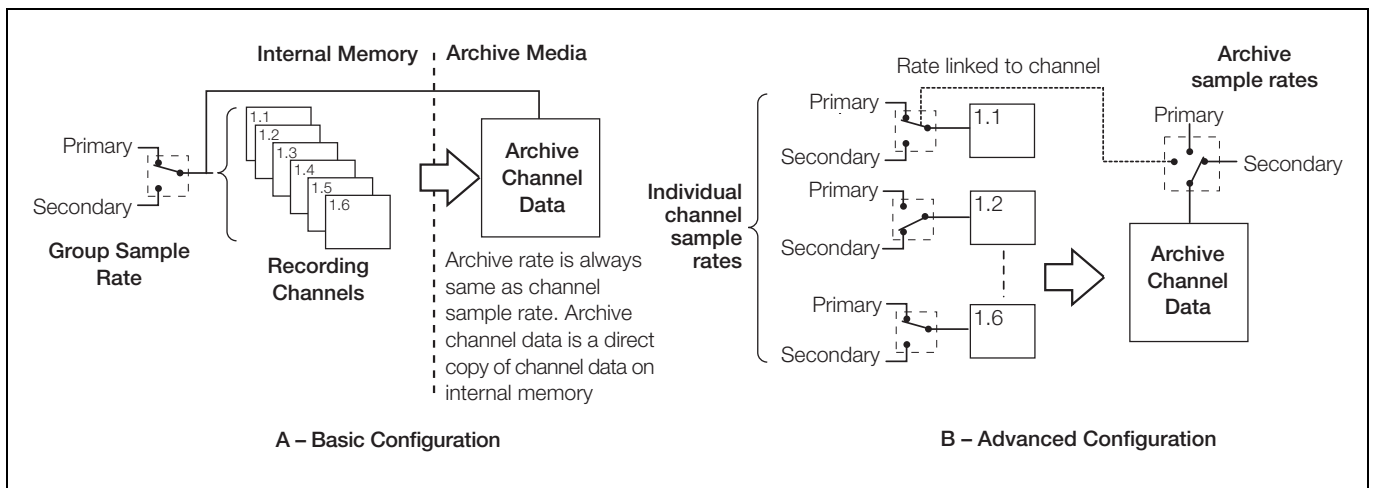 Internal Memory
Archive Media
Primary
Secondary
Group Sample
Rate
1.1
1.2
1.3
1.4
1.5
1.6
Recording
Channels
Archive
Channel
Data
Archive rate is always
same as channel
sample rate. Archive
channel data is a direct
copy of channel data on
internal memory
A – Basic Configuration
Individual
channel
sample
rates
Primary
Secondary
1.1
Primary
Secondary
1.2
Primary
Secondary
1.6
Rate linked to channel
Archive
sample rates
Primary
Secondary
Archive
Channel
Data
B – Advanced Configuration